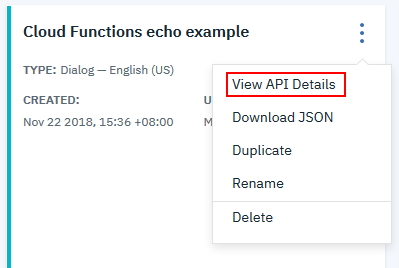 Cloud Functions echo example
TYPE: Dialog — English (US)
CREATED:
Nov 22 2018, 15:36 +08:00
View API Details
Download JSON
Duplicate
Rename
Delete